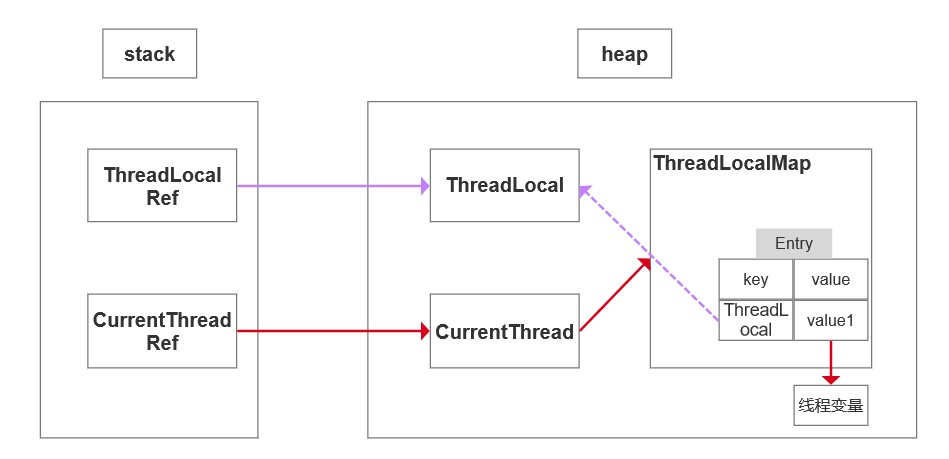 stack
heap
ThreadLocal
Ref
ThreadLocal
ThreadLocalMap
Entry
key
value
ThreadL
ocal
value1
CurrentThread
Ref
CurrentThread
线程变量